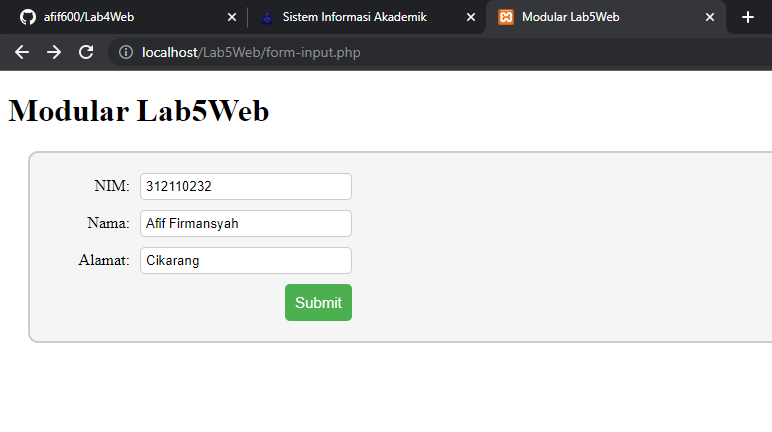 afif600/Lab4Web
Sistem Informasi Akademik
Modular Lab5Web
localhost/Lab5Web/form-input.php
Modular Lab5Web
NIM: 312110232
Nama: Afif Firmansyah
Alamat: Cikarang
Submit